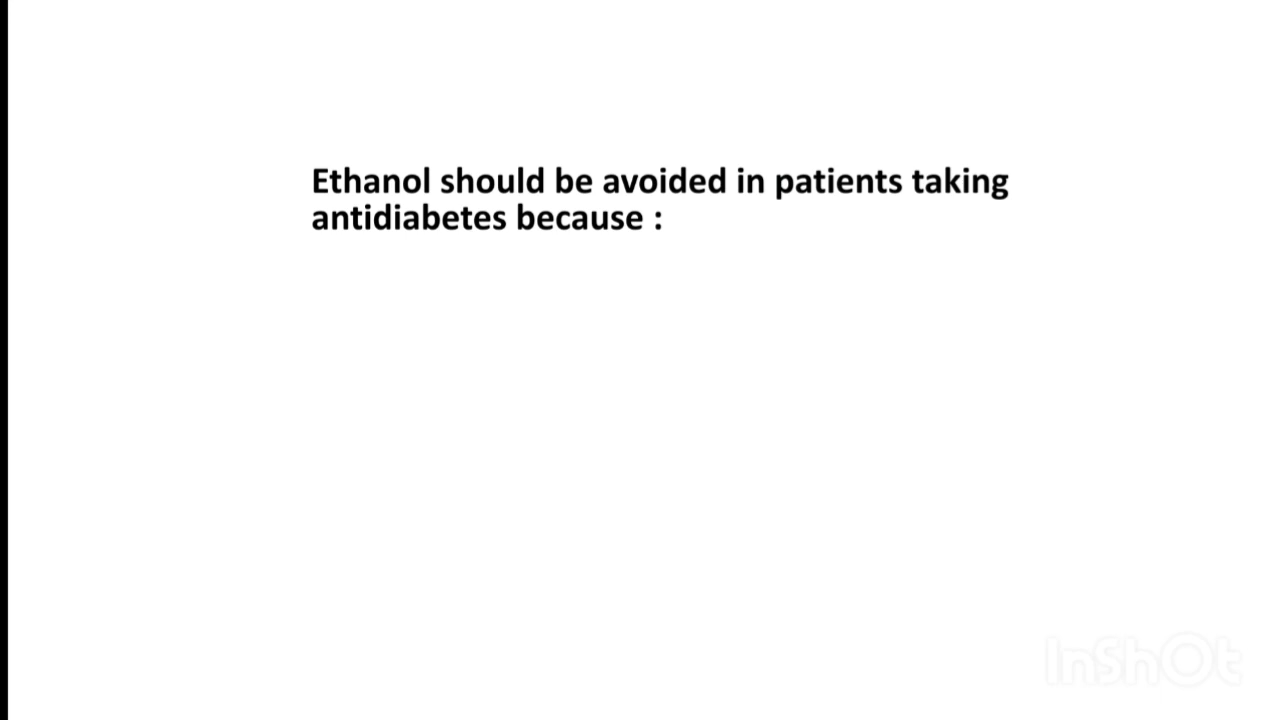 Ethanol should be avoided in patients taking
antidiabetes because :
InShOt